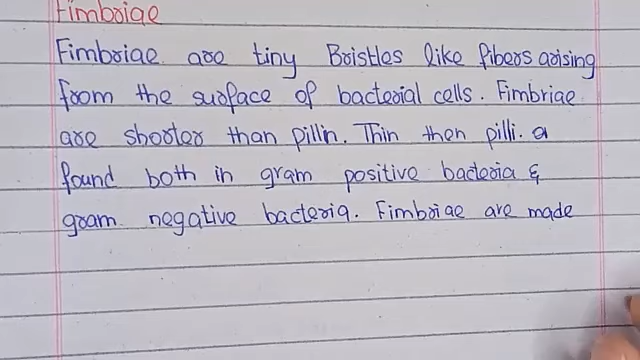 Fimbriae
Fimbriae are tiny Bristles like fibers arising
from the surface of bacterial cells. Fimbriae
are shorter than pillin. Thin then pilli. a
found both in gram positive bacteria &
gram negative bacteria. Fimbriae are made